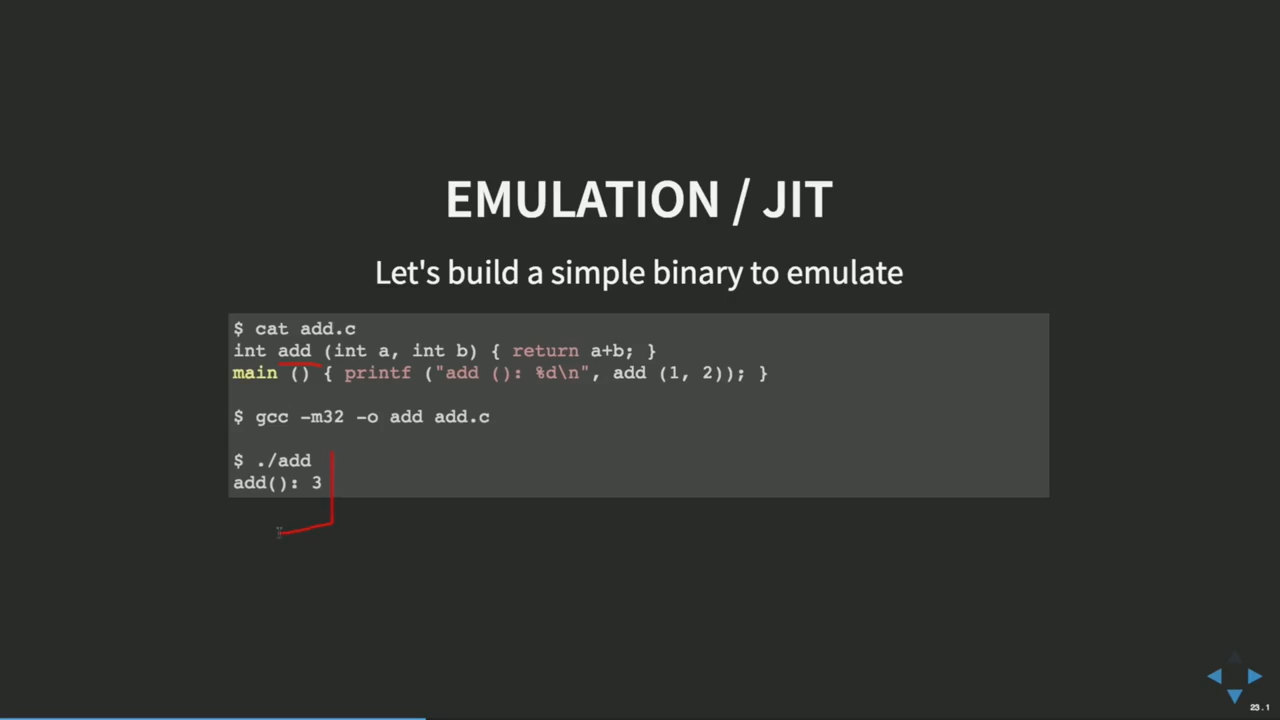 EMULATION / JIT
Let's build a simple binary to emulate
$ cat add.c
int add (int a, int b) { return a+b; }
main () { printf ("add (): %d\n", add (1, 2)); }
$ gcc -m32 -o add add.c
$ ./add
add(): 3
23.1